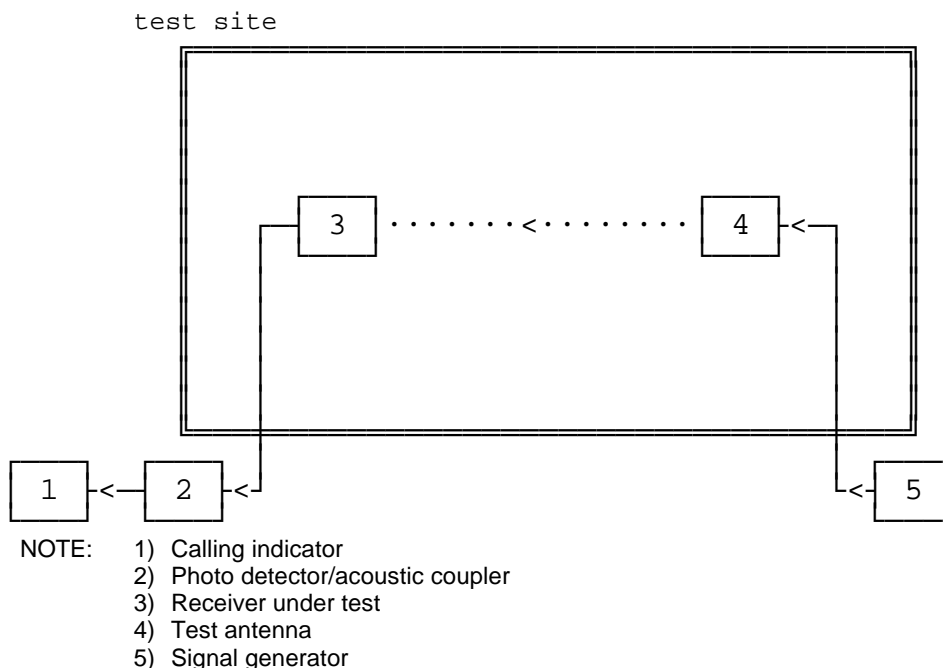 test site
3 4
1 2 5
NOTE: 1) Calling indicator
2) Photo detector/acoustic coupler
3) Receiver under test
4) Test antenna
5) Signal generator